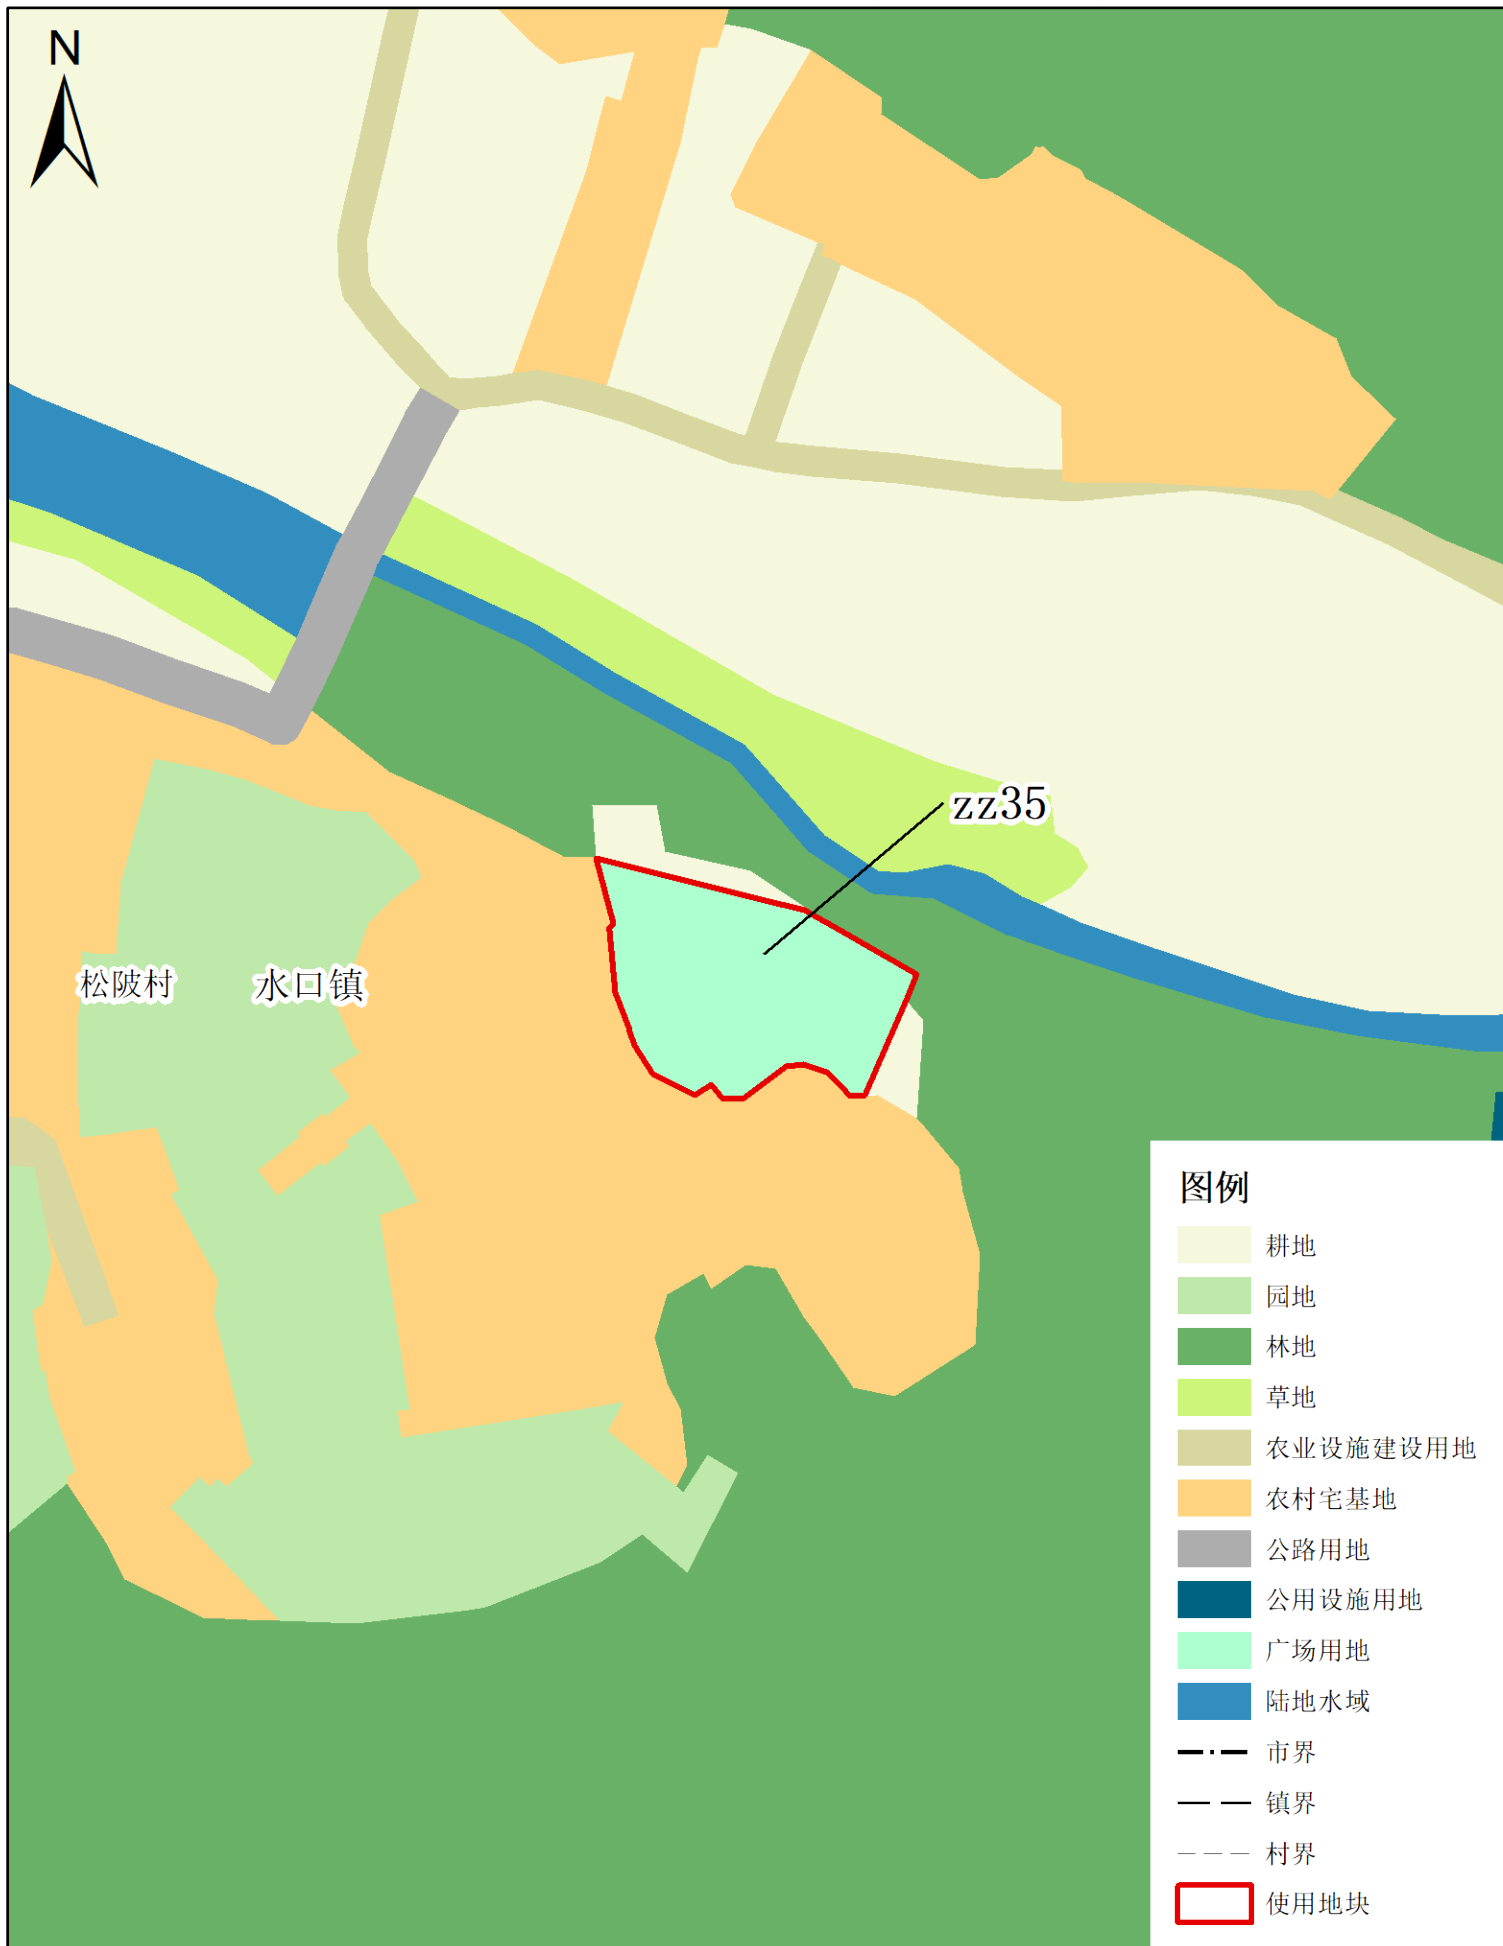 N
zz35
松陂村
水口镇
图例
耕地
园地
林地
草地
农业设施建设用地
农村宅基地
公路用地
公用设施用地
广场用地
陆地水域
市界
镇界
村界
使用地块